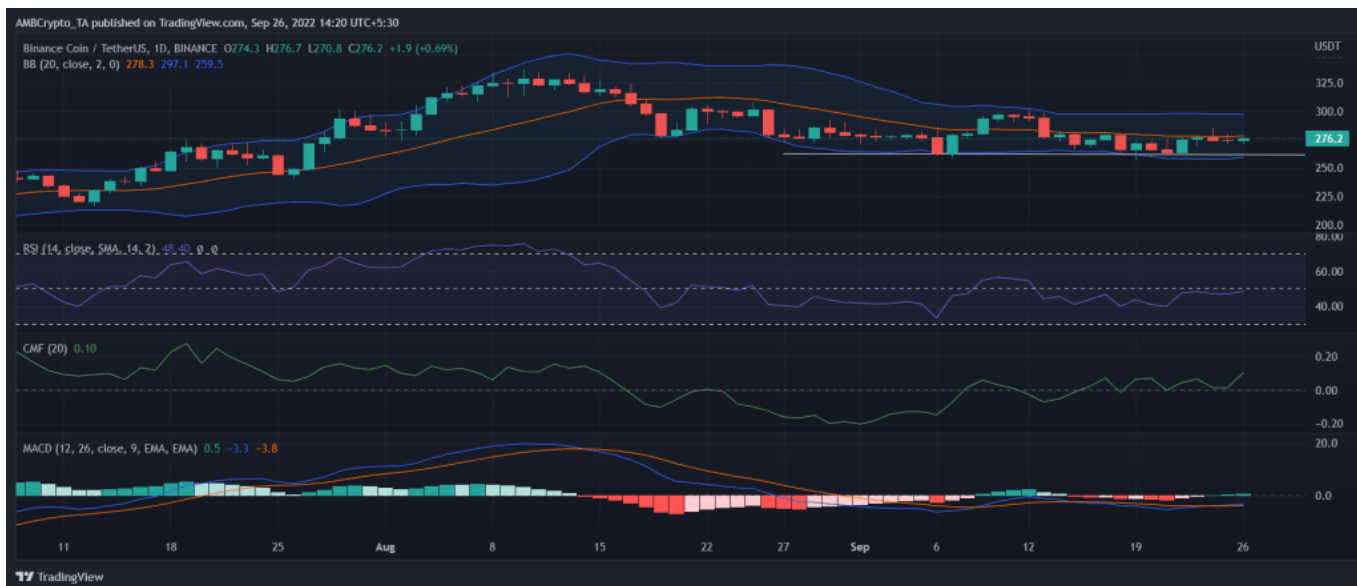 AMBCrypto_TA published on TradingView.com, Sep 26, 2022 14:20 UTC+5:30
Binance Coin / TetherUS, 1D, BINANCE O274.3 H276.7 L270.8 C276.2 +1.9 (+0.69%)
USDT
BB (20, close, 2, 0) 278.3 297.1 259.5
325.0
300.0
276.2
250.0
225.0
200.0
RSI (14, close, SMA, 14, 2) 48.40 ø ø
80.00
60.00
40.00
CMF (20) 0.10
0.20
0.00
-0.20
MACD (12, 26, close, 9, EMA, EMA) 0.5 -3.3 -3.8
20.0
0.0
11 18 25 Aug 8 15 22 27 Sep 6 12 19 26
TradingView